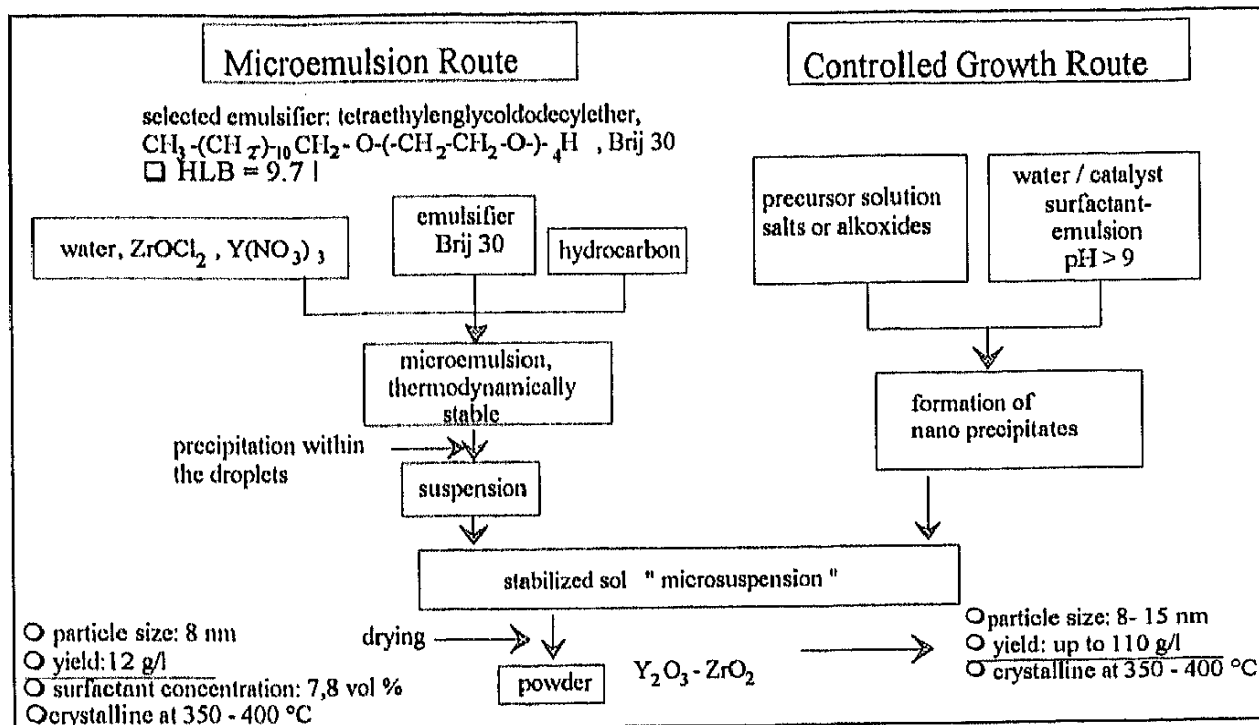 Microemulsion Route
selected emulsifier: tetraethylenglycoldodecylether,
CH3-(CH2)-10CH2-O-(-CH2-CH2-O-)-4H , Brij 30
❑ HLB = 9.7 l
water, ZrOCl2 , Y(NO3) 3
emulsifier
Brij 30
hydrocarbon
microemulsion,
thermodynamically
stable
precipitation within
the droplets
suspension
Controlled Growth Route
precursor solution
salts or alkoxides
water / catalyst
surfactant-
emulsion
pH > 9
formation of
nano precipitates
stabilized sol " microsuspension "
drying
powder
Y2O3 - ZrO2
O particle size: 8 nm
O yield: 12 g/l
O surfactant concentration: 7,8 vol %
O crystalline at 350 - 400 °C
O particle size: 8- 15 nm
O yield: up to 110 g/l
O crystalline at 350 - 400 °C